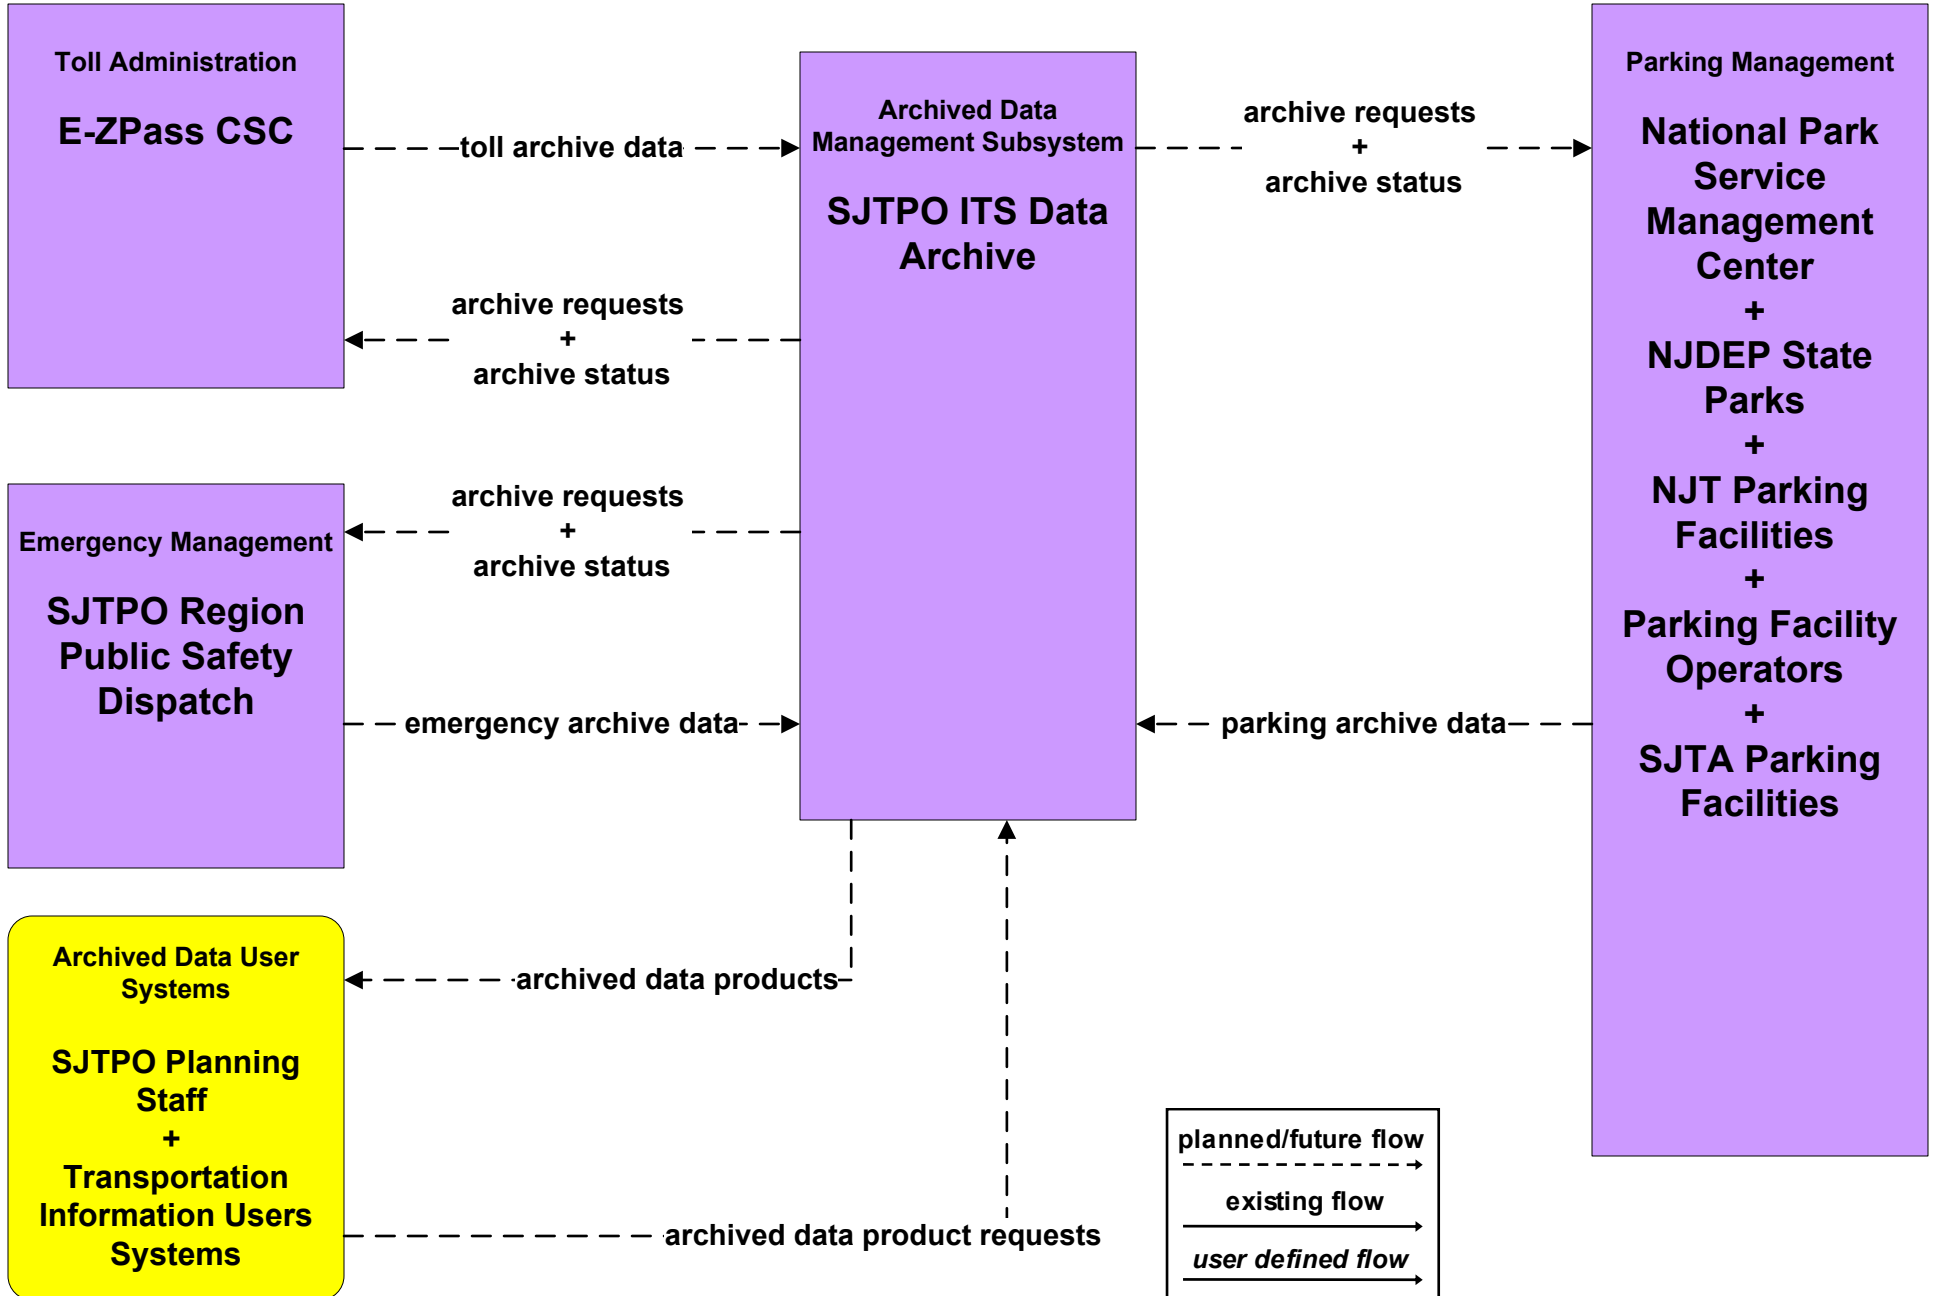 Toll Administration
E-ZPass CSC
toll archive data
archive requests
+
archive status
Archived Data
Management Subsystem
SJTPO ITS Data
Archive
archive requests
+
archive status
Parking Management
National Park
Service
Management
Center
+
NJDEP State
Parks
+
NJT Parking
Facilities
+
Parking Facility
Operators
+
SJTA Parking
Facilities
Emergency Management
SJTPO Region
Public Safety
Dispatch
archive requests
+
archive status
emergency archive data
parking archive data
Archived Data User
Systems
SJTPO Planning
Staff
+
Transportation
Information Users
Systems
archived data products
archived data product requests
planned/future flow
existing flow
user defined flow